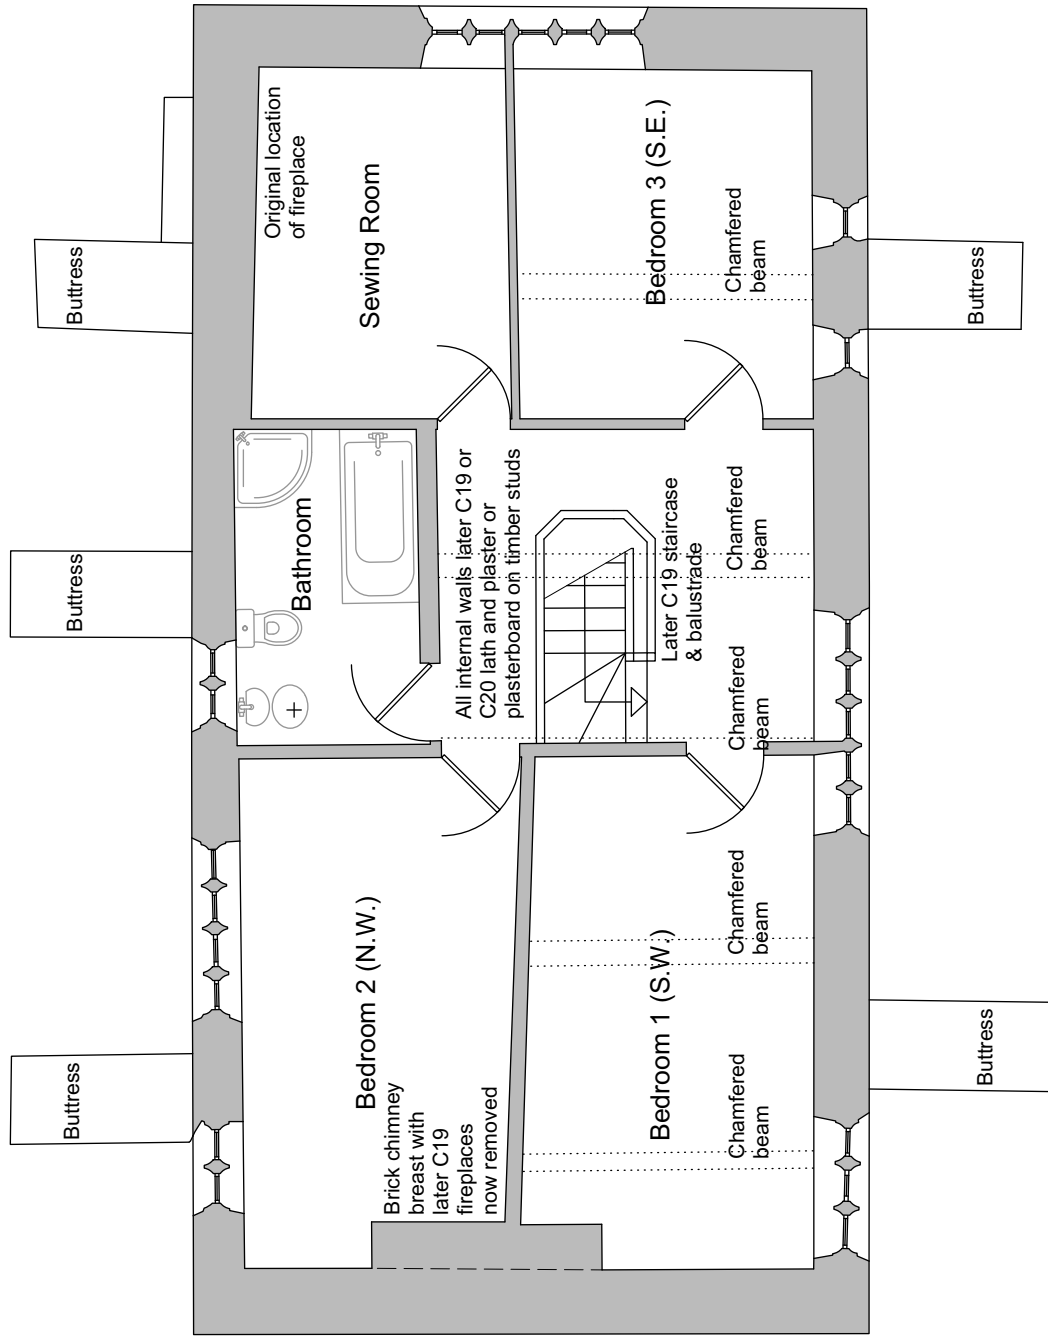 Buttress
Buttress
Buttress
Original location
of fireplace
Bathroom
Bedroom 2 (N.W.)
Sewing Room
Brick chimney
breast with
later C19
fireplaces
now removed
All internal walls later C19 or
C20 lath and plaster or
plasterboard on timber studs
Bedroom 1 (S.W.)
Later C19 staircase
& balustrade
Bedroom 3 (S.E.)
Chamfered
beam
Chamfered
beam
Chamfered
beam
Chamfered
beam
Chamfered
beam
Buttress
Buttress